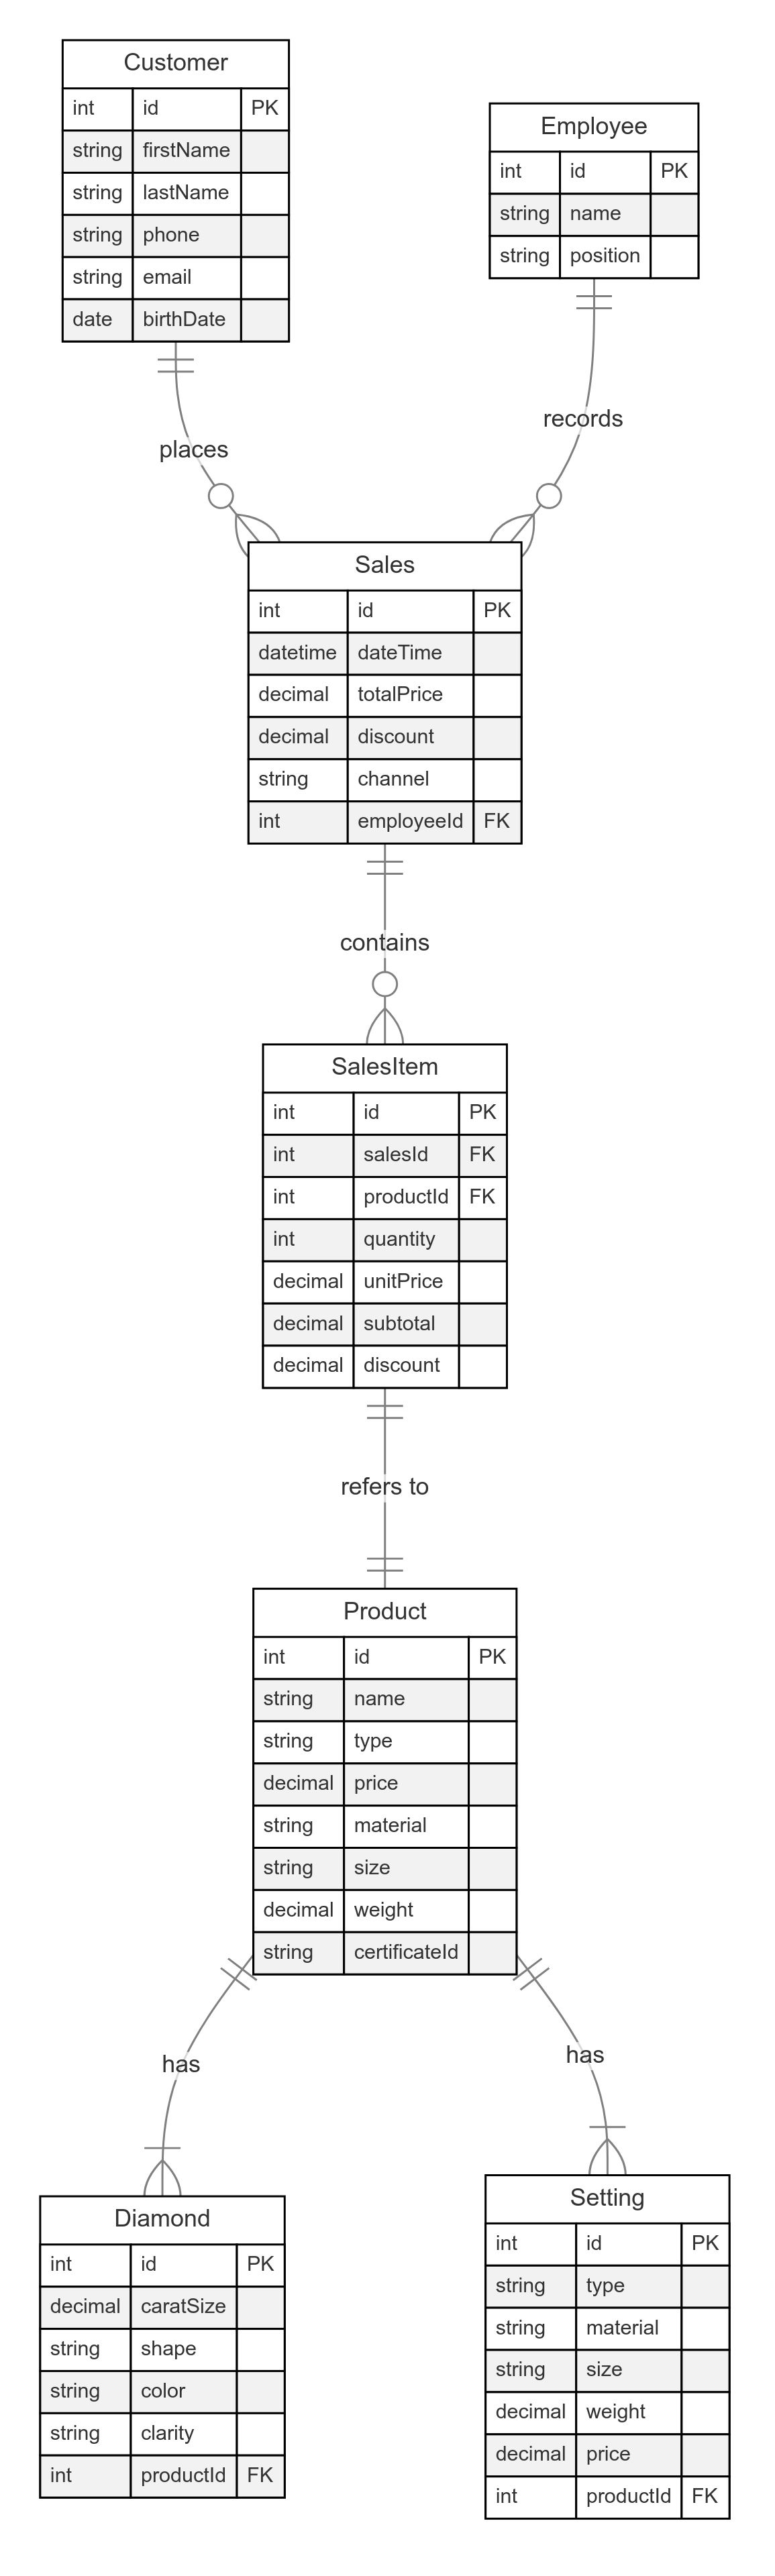 Customer
int id PK
string firstName
string lastName
string phone
string email
date birthDate
Employee
int id PK
string name
string position
places
records
Sales
int id PK
datetime dateTime
decimal totalPrice
decimal discount
string channel
int employeeId FK
contains
SalesItem
int id PK
int salesId FK
int productId FK
int quantity
decimal unitPrice
decimal subtotal
decimal discount
refers to
Product
int id PK
string name
string type
decimal price
string material
string size
decimal weight
string certificateId
has
has
Diamond
int id PK
decimal caratSize
string shape
string color
string clarity
int productId FK
Setting
int id PK
string type
string material
string size
decimal weight
decimal price
int productId FK